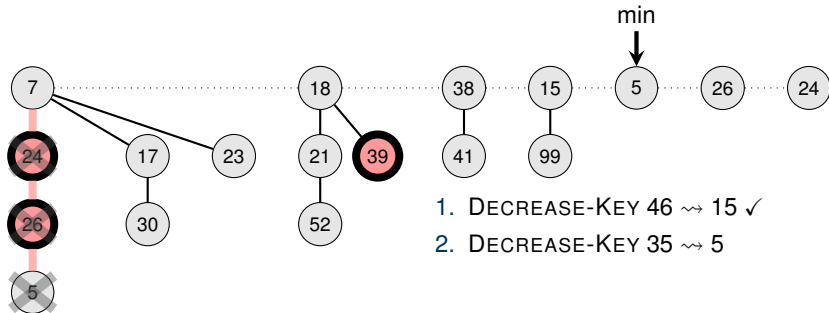 min
7 18 38 15 5 26 24
24 17 23 21 39 41 99
26 30 52
1. DECREASE-KEY 46 ⇝ 15 ✓
2. DECREASE-KEY 35 ⇝ 5
5